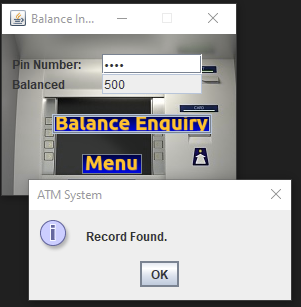 Balance In...
Pin Number: ••••
Balanced 500
Balance Enquiry
Menu
ATM System
Record Found.
OK